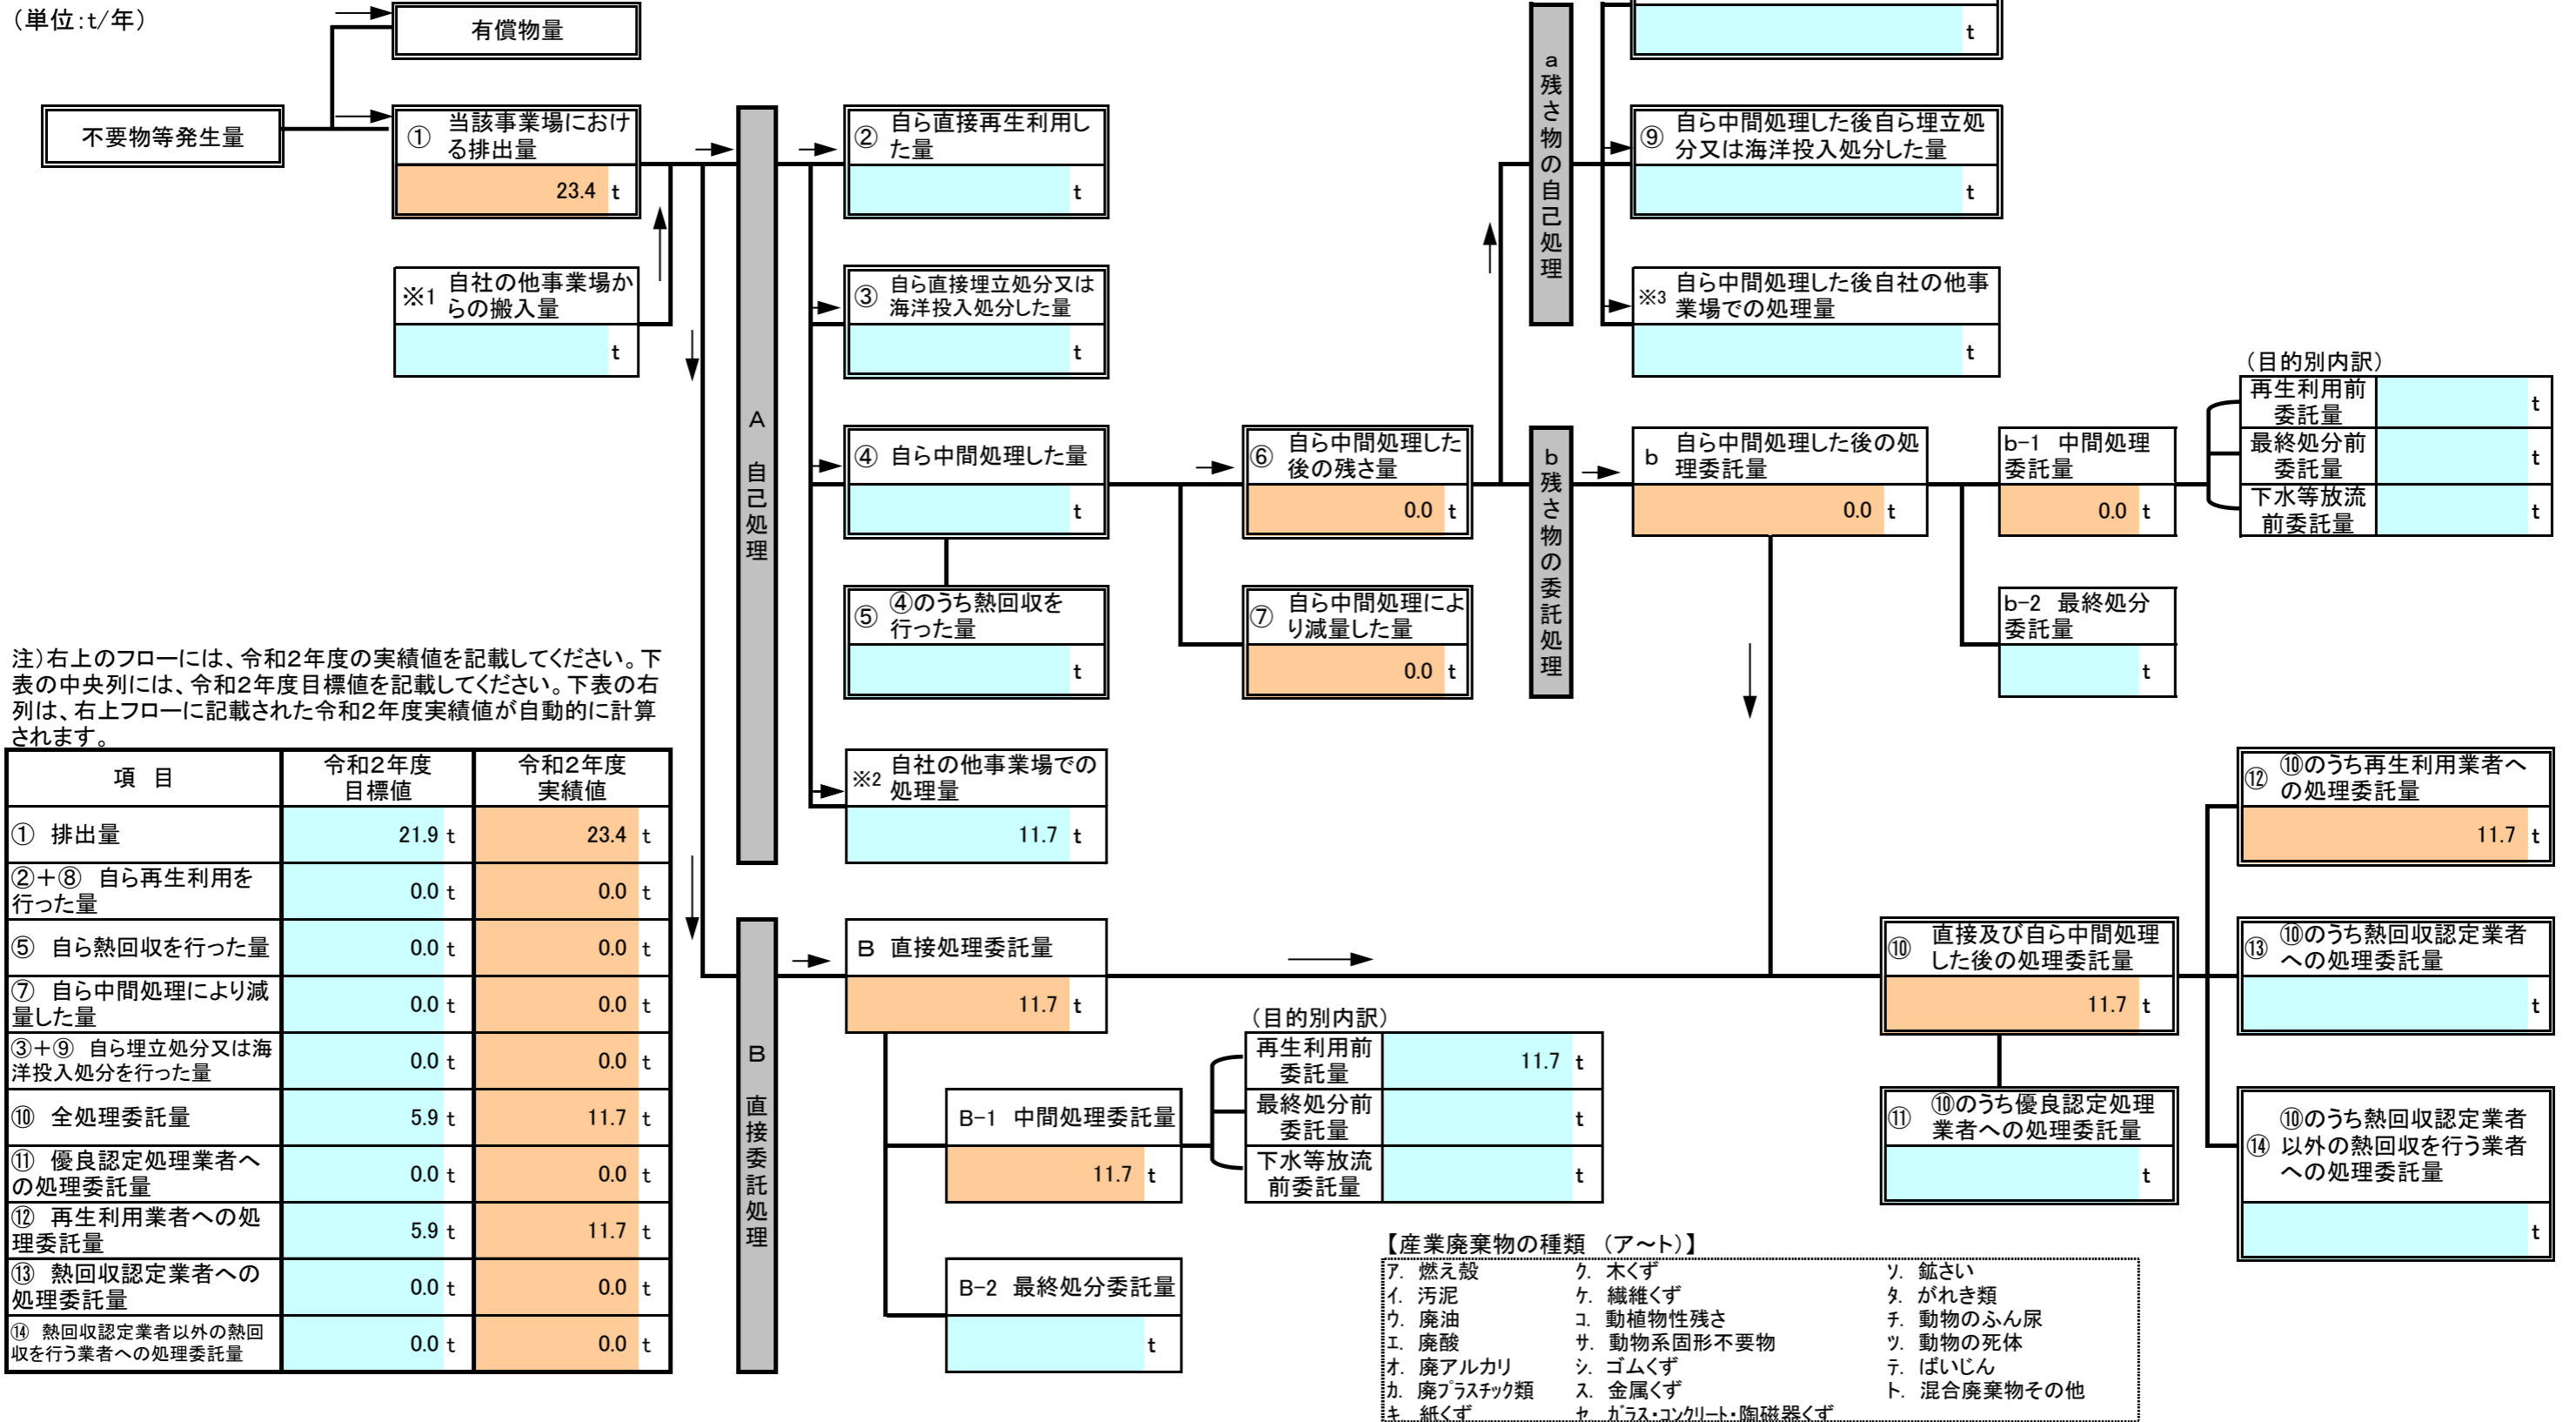 （単位：t/年）
有償物量
不要物等発生量
① 当該事業場におけ
る排出量
23.4 t
※1 自社の他事業場か
らの搬入量
t
A 自己処理
② 自ら直接再生利用し
た量
t
③ 自ら直接埋立処分又は
海洋投入処分した量
t
④ 自ら中間処理した量
t
⑤ ④のうち熱回収を
行った量
t
※2 自社の他事業場での
処理量
11.7 t
⑥ 自ら中間処理した
後の残さ量
0.0 t
⑦ 自ら中間処理によ
り減量した量
0.0 t
a 残さ物の自己処理
t
⑨ 自ら中間処理した後自ら埋立処
分又は海洋投入処分した量
t
※3 自ら中間処理した後自社の他事
業場での処理量
t
b 残さ物の委託処理
b 自ら中間処理した後の処
理委託量
0.0 t
b-1 中間処理
委託量
0.0 t
（目的別内訳）
再生利用前
委託量
t
最終処分前
委託量
t
下水等放流
前委託量
t
b-2 最終処分
委託量
t
注）右上のフローには、令和２年度の実績値を記載してください。下
表の中央列には、令和２年度目標値を記載してください。下表の右
列は、右上フローに記載された令和２年度実績値が自動的に計算
されます。
項 目
令和２年度
目標値
令和２年度
実績値
① 排出量 21.9 t 23.4 t
②＋⑧ 自ら再生利用を
行った量 0.0 t 0.0 t
⑤ 自ら熱回収を行った量 0.0 t 0.0 t
⑦ 自ら中間処理により減
量した量 0.0 t 0.0 t
③＋⑨ 自ら埋立処分又は海
洋投入処分を行った量 0.0 t 0.0 t
⑩ 全処理委託量 5.9 t 11.7 t
⑪ 優良認定処理業者へ
の処理委託量 0.0 t 0.0 t
⑫ 再生利用業者への処
理委託量 5.9 t 11.7 t
⑬ 熱回収認定業者への
処理委託量 0.0 t 0.0 t
⑭ 熱回収認定業者以外の熱回
収を行う業者への処理委託量 0.0 t 0.0 t
B 直接委託処理
B 直接処理委託量
11.7 t
B-1 中間処理委託量
11.7 t
（目的別内訳）
再生利用前
委託量
11.7 t
最終処分前
委託量
t
下水等放流
前委託量
t
B-2 最終処分委託量
t
⑩ 直接及び自ら中間処理
した後の処理委託量
11.7 t
⑪ ⑩のうち優良認定処理
業者への処理委託量
t
⑫ ⑩のうち再生利用業者へ
の処理委託量
11.7 t
⑬ ⑩のうち熱回収認定業者
への処理委託量
t
⑭ ⑩のうち熱回収認定業者
以外の熱回収を行う業者
への処理委託量
t
【産業廃棄物の種類 （ア～ト）】
ア. 燃え殻 ク. 木くず ソ. 鉱さい
イ. 汚泥 ケ. 繊維くず タ. がれき類
ウ. 廃油 コ. 動植物性残さ チ. 動物のふん尿
エ. 廃酸 サ. 動物系固形不要物 ツ. 動物の死体
オ. 廃アルカリ シ. ゴムくず テ. ばいじん
カ. 廃プラスチック類 ス. 金属くず ト. 混合廃棄物その他
キ. 紙くず セ. ガラス・コンクリート・陶磁器くず